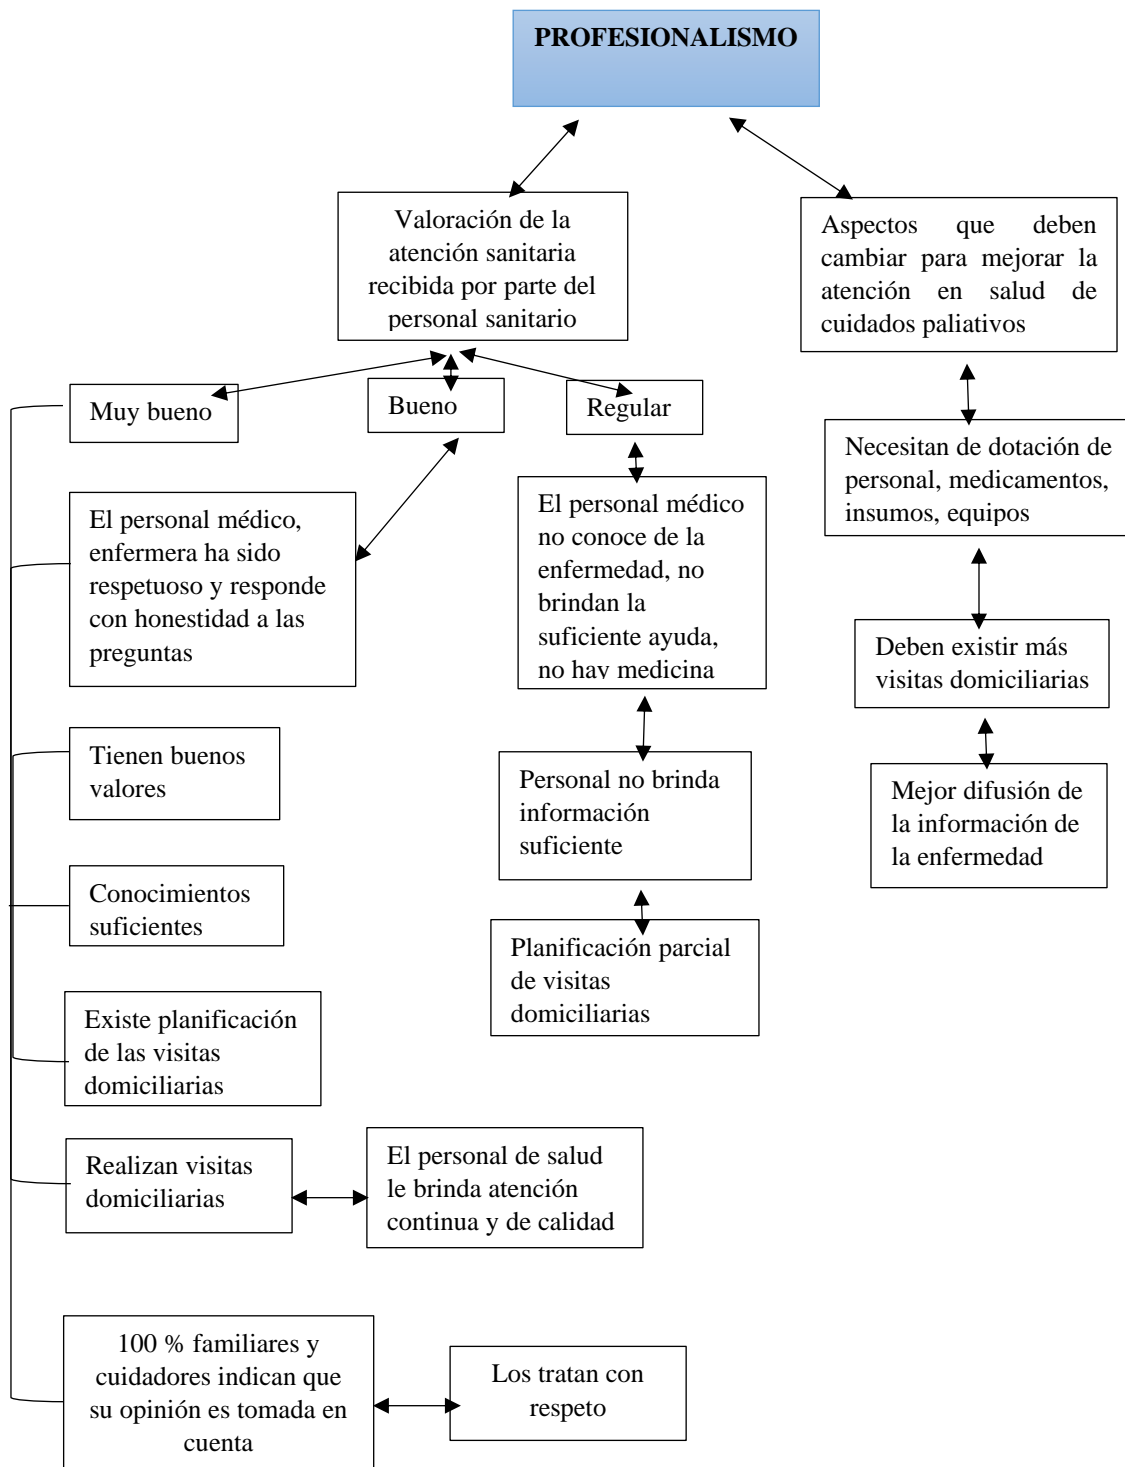 PROFESIONALISMO
Valoración de la
atención sanitaria
recibida por parte del
personal sanitario
Aspectos que deben
cambiar para mejorar la
atención en salud de
cuidados paliativos
Muy bueno
Bueno
Regular
Necesitan de dotación de
personal, medicamentos,
insumos, equipos
El personal médico,
enfermera ha sido
respetuoso y responde
con honestidad a las
preguntas
El personal médico
no conoce de la
enfermedad, no
brindan la
suficiente ayuda,
no hay medicina
Deben existir más
visitas domiciliarias
Tienen buenos
valores
Personal no brinda
información
suficiente
Mejor difusión de
la información de
la enfermedad
Conocimientos
suficientes
Planificación parcial
de visitas
domiciliarias
Existe planificación
de las visitas
domiciliarias
Realizan visitas
domiciliarias
El personal de salud
le brinda atención
continua y de calidad
100 % familiares y
cuidadores indican que
su opinión es tomada en
cuenta
Los tratan con
respeto